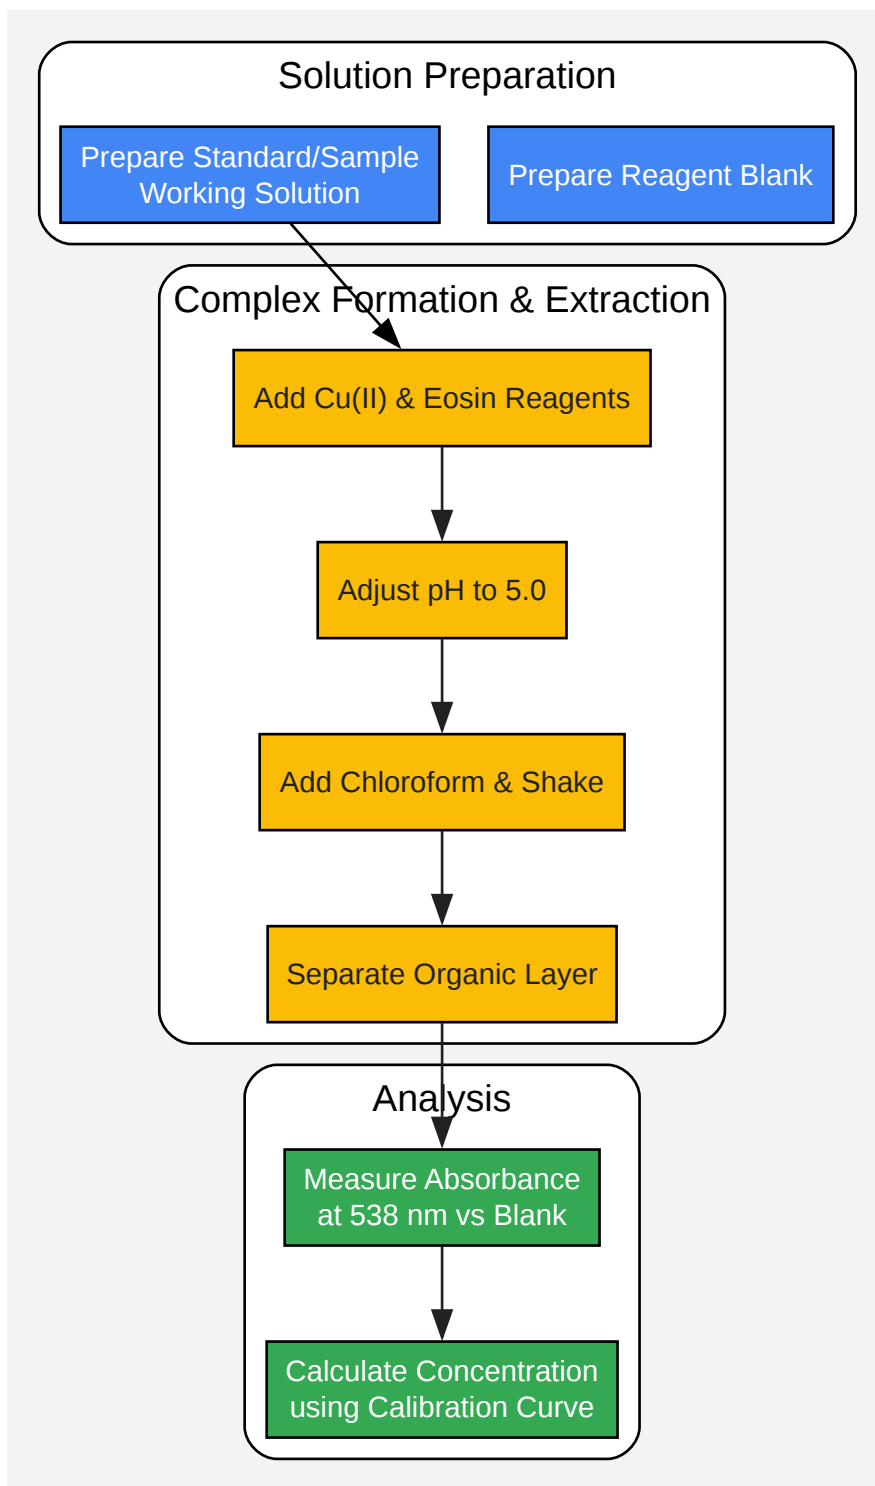 Solution Preparation
Prepare Standard/Sample
Working Solution
Prepare Reagent Blank
Complex Formation & Extraction
Add Cu(II) & Eosin Reagents
Adjust pH to 5.0
Add Chloroform & Shake
Separate Organic Layer
Analysis
Measure Absorbance
at 538 nm vs Blank
Calculate Concentration
using Calibration Curve